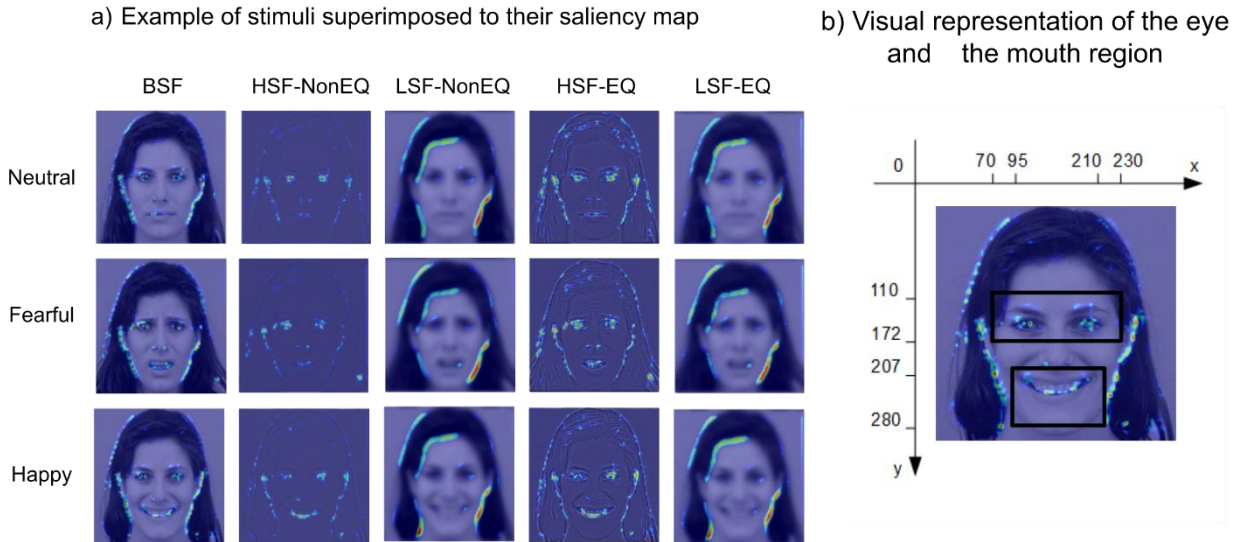 a) Example of stimuli superimposed to their saliency map
BSF HSF-NonEQ LSF-NonEQ HSF-EQ LSF-EQ
Neutral
Fearful
Happy
b) Visual representation of the eye
and the mouth region
0 70 95 210 230 x
110
172
207
280
y